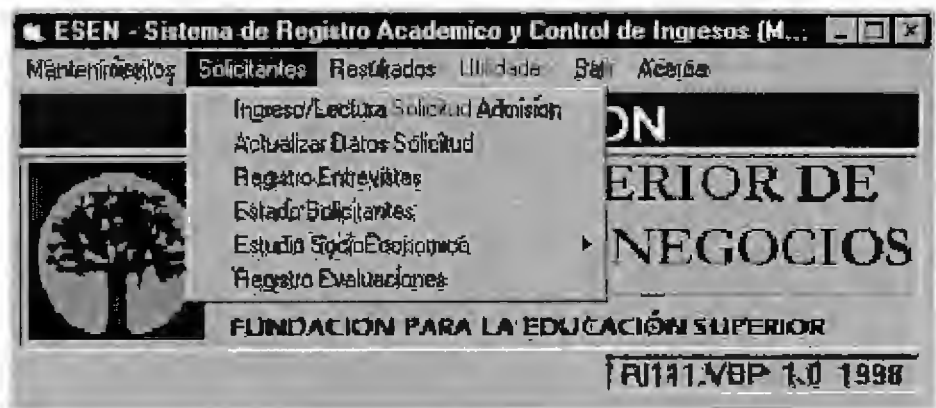 ESEN - Sistema de Registro Academico y Control de Ingresos (M...
Mantenimientos Solicitantes Resultados Utilidade Salir Acerca
ON
Ingreso/Lectura Solicitud Admisión
Actualizar Datos Solicitud
Registro Entrevistas
Estado Solicitantes
Estudio SocioEconomico
Registro Evaluaciones
ERIOR DE
NEGOCIOS
FUNDACION PARA LA EDUCACIÓN SUPERIOR
1.0 1998